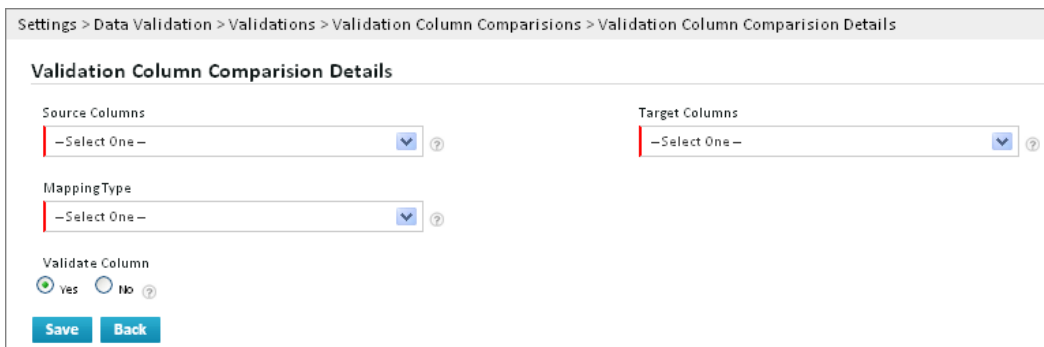 Settings > Data Validation > Validations > Validation Column Comparisions > Validation Column Comparision Details
Validation Column Comparision Details
Source Columns
Target Columns
--Select One--
--Select One--
MappingType
--Select One--
Validate Column
Yes No
Save Back